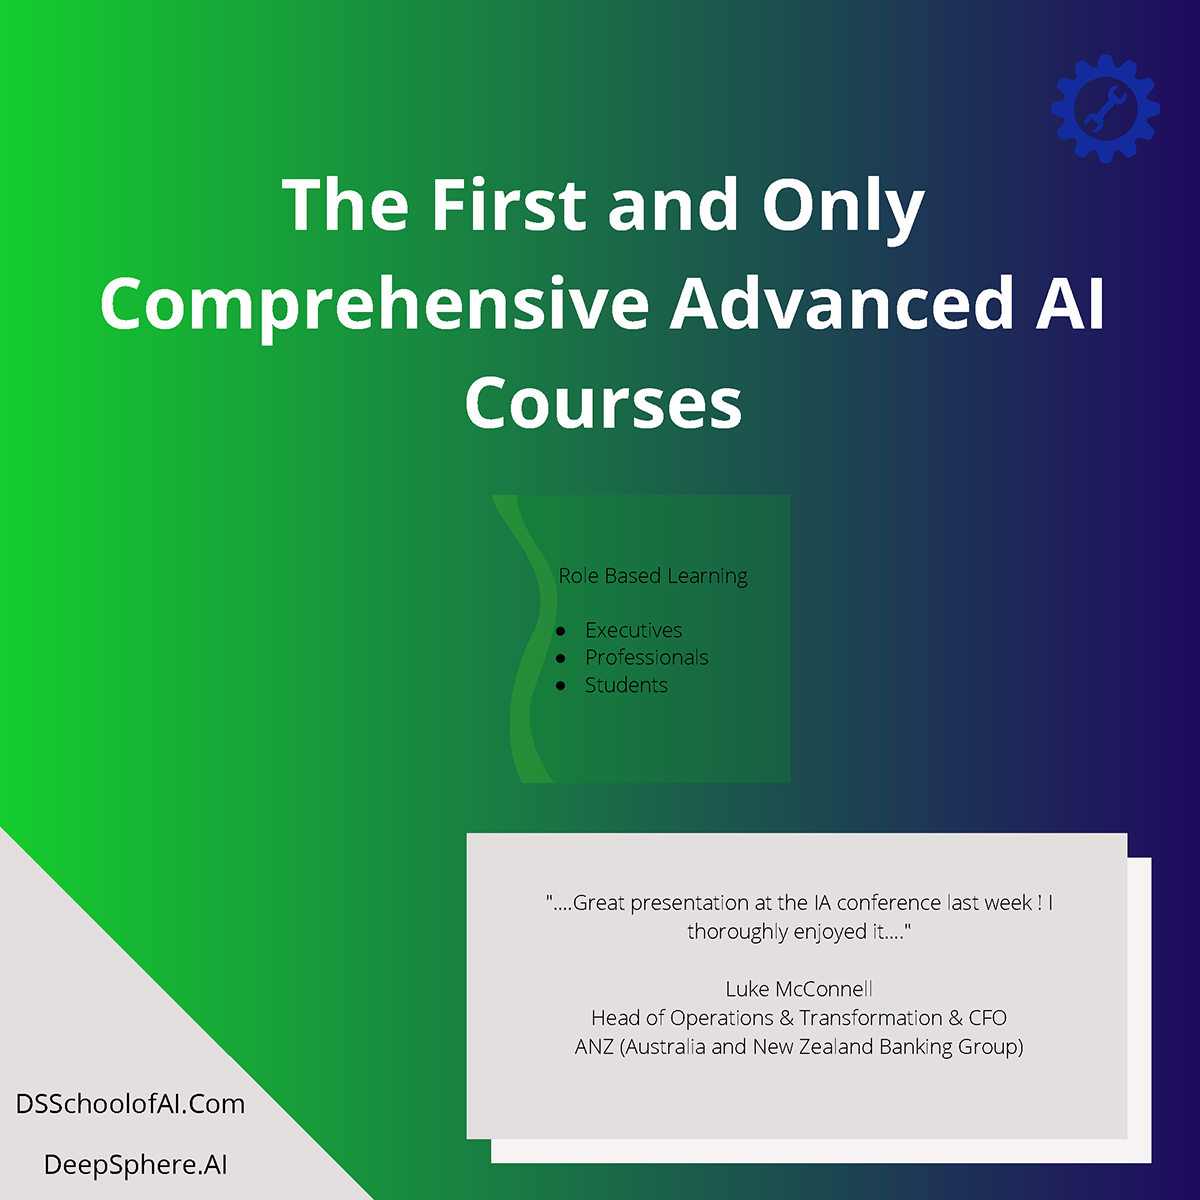 The First and Only
Comprehensive Advanced AI
Courses
Role Based Learning
● Executives
● Professionals
● Students
"....Great presentation at the IA conference last week ! I
thoroughly enjoyed it...."
Luke McConnell
Head of Operations & Transformation & CFO
ANZ (Australia and New Zealand Banking Group)
DSSchoolofAI.Com
DeepSphere.AI